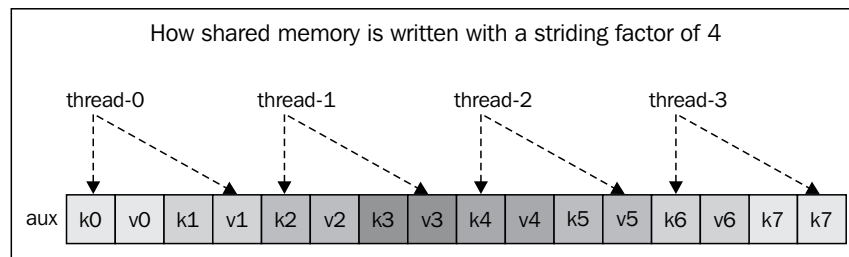 How shared memory is written with a striding factor of 4
thread-0 thread-1 thread-2 thread-3
aux k0 v0 k1 v1 k2 v2 k3 v3 k4 v4 k5 v5 k6 v6 k7 k7